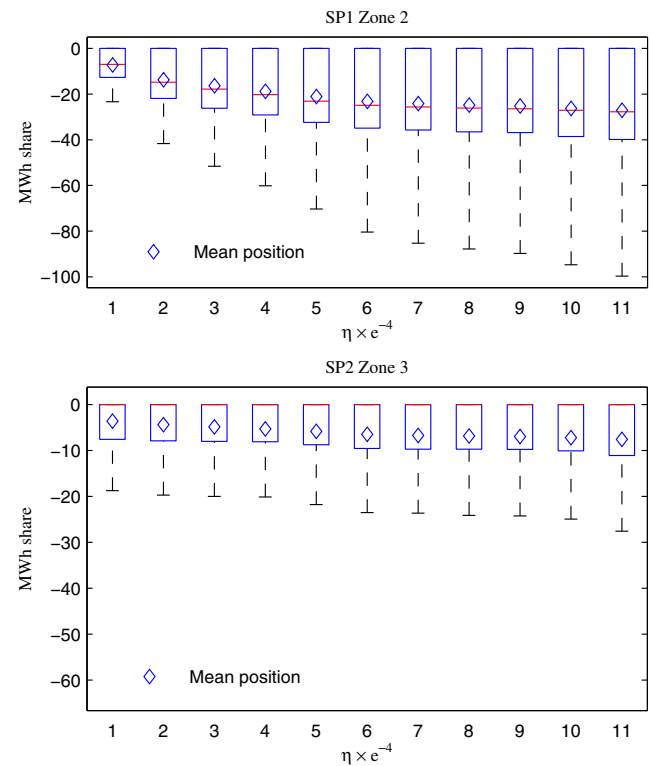 SP1 Zone 2
0
−20
−40
−60
−80
−100
MWh share
Mean position
1 2 3 4 5 6 7 8 9 10 11
η × e⁻⁴
SP2 Zone 3
0
−10
−20
−30
−40
−50
−60
MWh share
Mean position
1 2 3 4 5 6 7 8 9 10 11
η × e⁻⁴